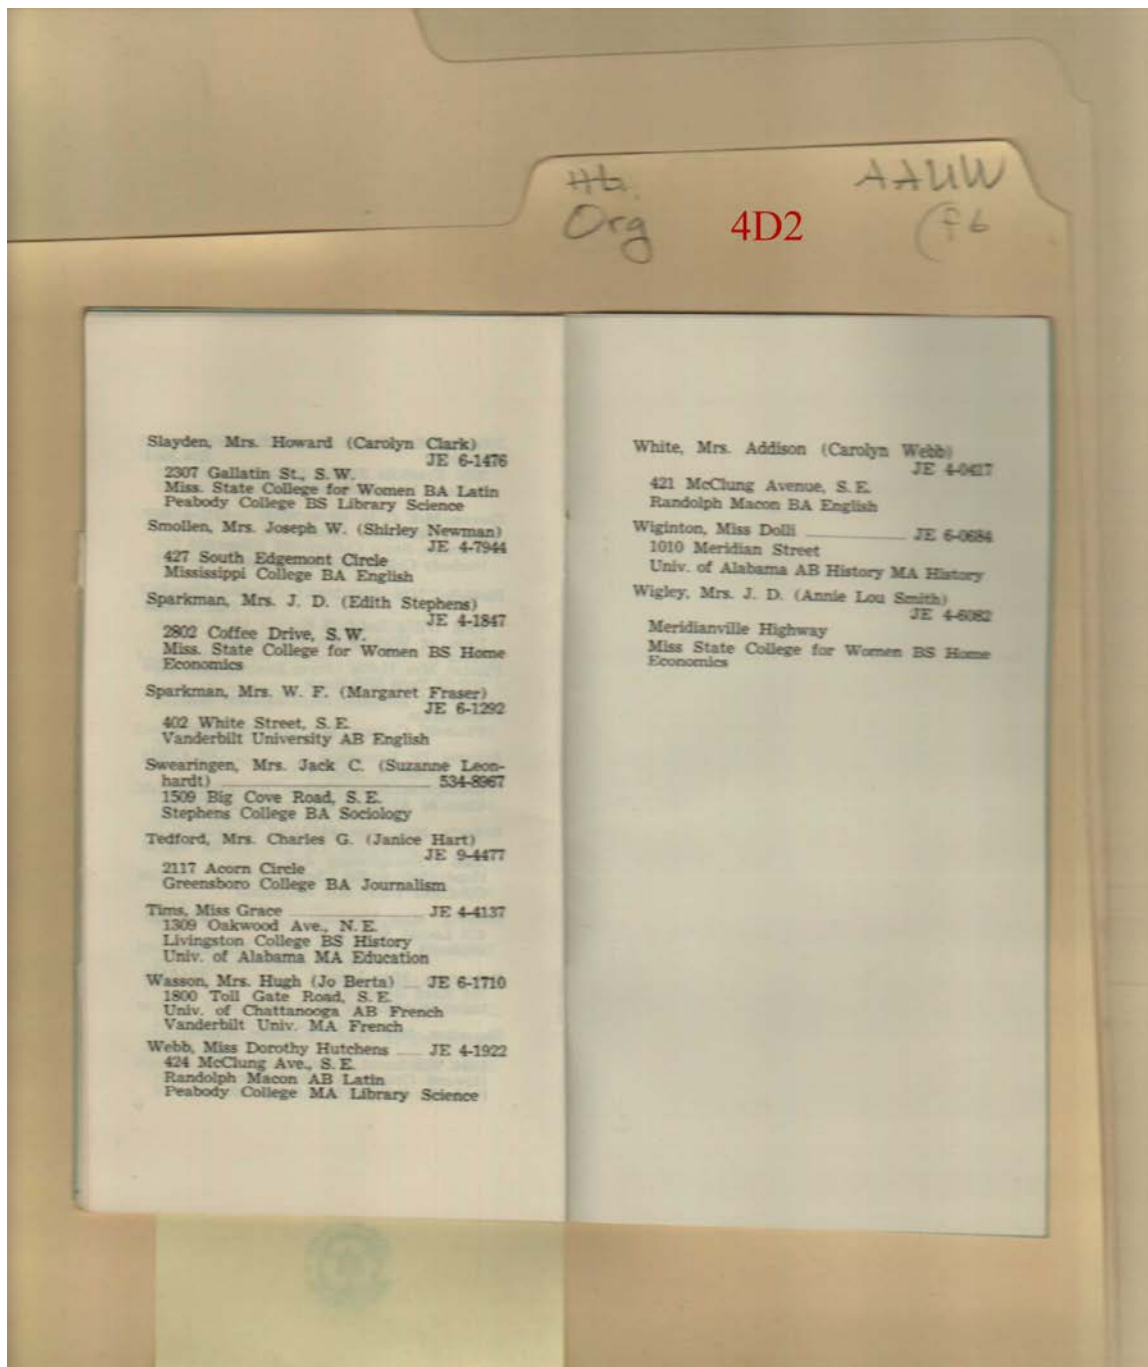 Ht.
Org
4D2
AAUW
Slayden, Mrs. Howard (Carolyn Clark)
JE 6-1476
2307 Gallatin St., S. W.
Miss. State College for Women BA Latin
Peabody College BS Library Science
Smollen, Mrs. Joseph W. (Shirley Newman)
JE 4-7944
427 South Edgemont Circle
Mississippi College BA English
Sparkman, Mrs. J. D. (Edith Stephens)
JE 4-1847
2802 Coffee Drive, S. W.
Miss. State College for Women BS Home
Economics
Sparkman, Mrs. W. F. (Margaret Fraser)
JE 6-1292
402 White Street, S. E.
Vanderbilt University AB English
Swearingen, Mrs. Jack C. (Suzanne Leon-
hardt) 534-8967
1509 Big Cove Road, S. E.
Stephens College BA Sociology
Tedford, Mrs. Charles G. (Janice Hart)
JE 9-4477
2117 Acorn Circle
Greensboro College BA Journalism
Tims, Miss Grace JE 4-4137
1309 Oakwood Ave., N. E.
Livingston College BS History
Univ. of Alabama MA Education
Wasson, Mrs. Hugh (Jo Berta) JE 6-1710
1800 Toll Gate Road, S. E.
Univ. of Chattanooga AB French
Vanderbilt Univ. MA French
Webb, Miss Dorothy Hutchens JE 4-1922
424 McClung Ave., S. E.
Randolph Macon AB Latin
Peabody College MA Library Science
White, Mrs. Addison (Carolyn Webb)
JE 4-0417
421 McClung Avenue, S. E.
Randolph Macon BA English
Wiginton, Miss Dolli JE 6-0684
1010 Meridian Street
Univ. of Alabama AB History MA History
Wigley, Mrs. J. D. (Annie Lou Smith)
JE 4-6082
Meridianville Highway
Miss State College for Women BS Home
Economics